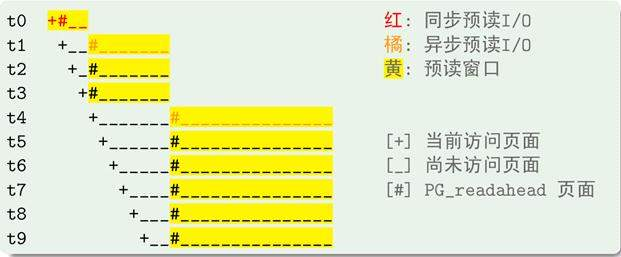 t0 +#__ 红: 同步预读I/O
t1 +__#_______ 橘: 异步预读I/O
t2 +_#_______ 黄: 预读窗口
t3 +#_______
t4 +_______#_______________
t5 +______#_______________ [+] 当前访问页面
t6 +_____#_______________ [_] 尚未访问页面
t7 +____#_______________ [#] PG_readahead 页面
t8 +___#_______________
t9 +__#_______________